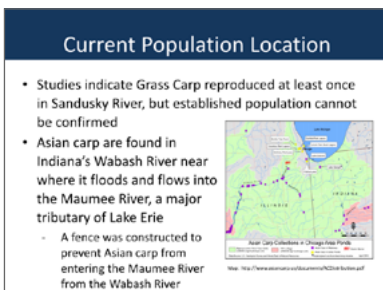 Current Population Location
• Studies indicate Grass Carp reproduced at least once
in Sandusky River, but established population cannot
be confirmed
• Asian carp are found in
Indiana's Wabash River near
where it floods and flows into
the Maumee River, a major
tributary of Lake Erie
- A fence was constructed to
prevent Asian carp from
entering the Maumee River
from the Wabash River
ILLINOIS
INDIANA
Asian Carp Collections in Chicago Area Ponds